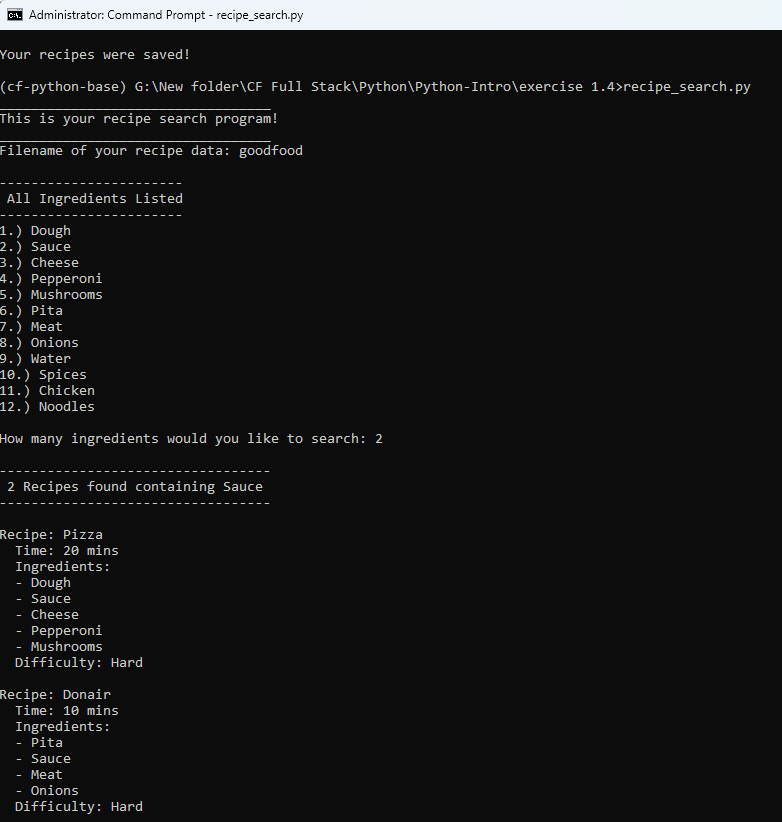 Administrator: Command Prompt - recipe_search.py
Your recipes were saved!
(cf-python-base) G:\New folder\CF Full Stack\Python\Python-Intro\exercise 1.4>recipe_search.py
__________________________________
This is your recipe search program!
__________________________________
Filename of your recipe data: goodfood
-----------------------
 All Ingredients Listed
-----------------------
1.) Dough
2.) Sauce
3.) Cheese
4.) Pepperoni
5.) Mushrooms
6.) Pita
7.) Meat
8.) Onions
9.) Water
10.) Spices
11.) Chicken
12.) Noodles
How many ingredients would you like to search: 2
----------------------------------
 2 Recipes found containing Sauce
----------------------------------
Recipe: Pizza
  Time: 20 mins
  Ingredients:
  - Dough
  - Sauce
  - Cheese
  - Pepperoni
  - Mushrooms
  Difficulty: Hard
Recipe: Donair
  Time: 10 mins
  Ingredients:
  - Pita
  - Sauce
  - Meat
  - Onions
  Difficulty: Hard